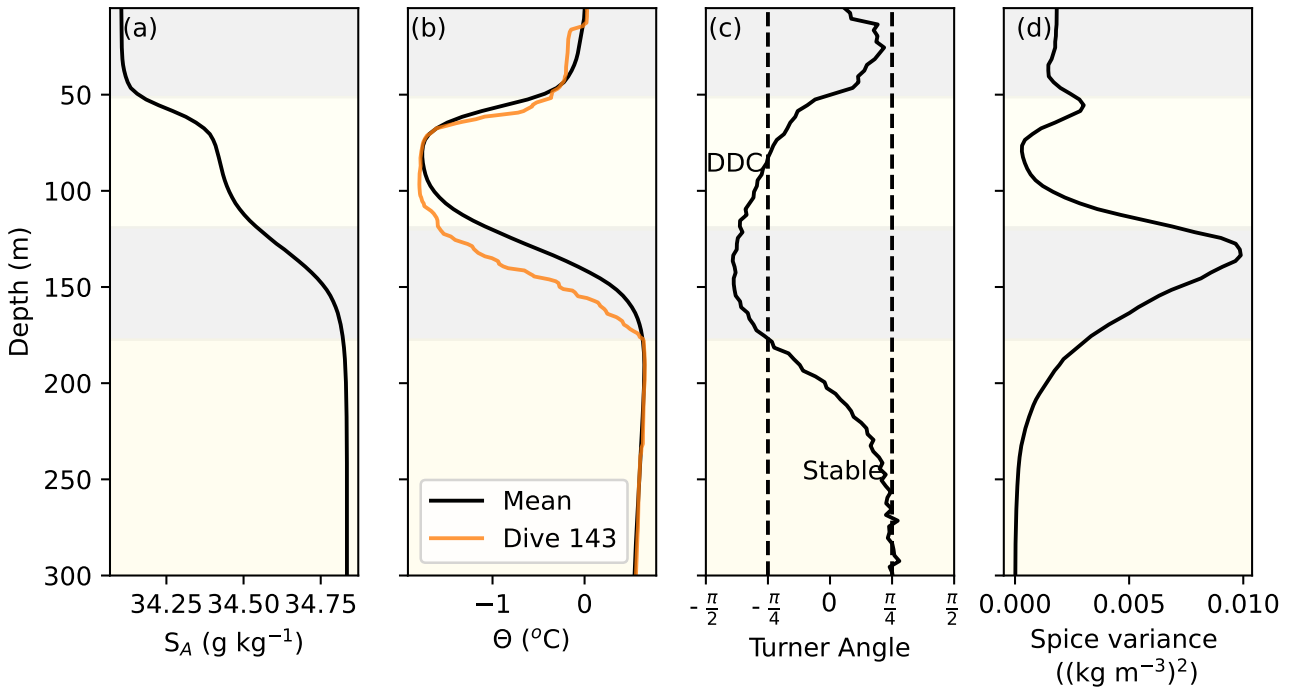 (a)
(b)
(c)
(d)
50
100
150
200
250
300
Depth (m)
DDC
Stable
Mean
Dive 143
34.25 34.50 34.75
S_A (g kg⁻¹)
−1 0
Θ (ᵒC)
- π/2 - π/4 0 π/4 π/2
Turner Angle
0.000 0.005 0.010
Spice variance
((kg m⁻³)²)